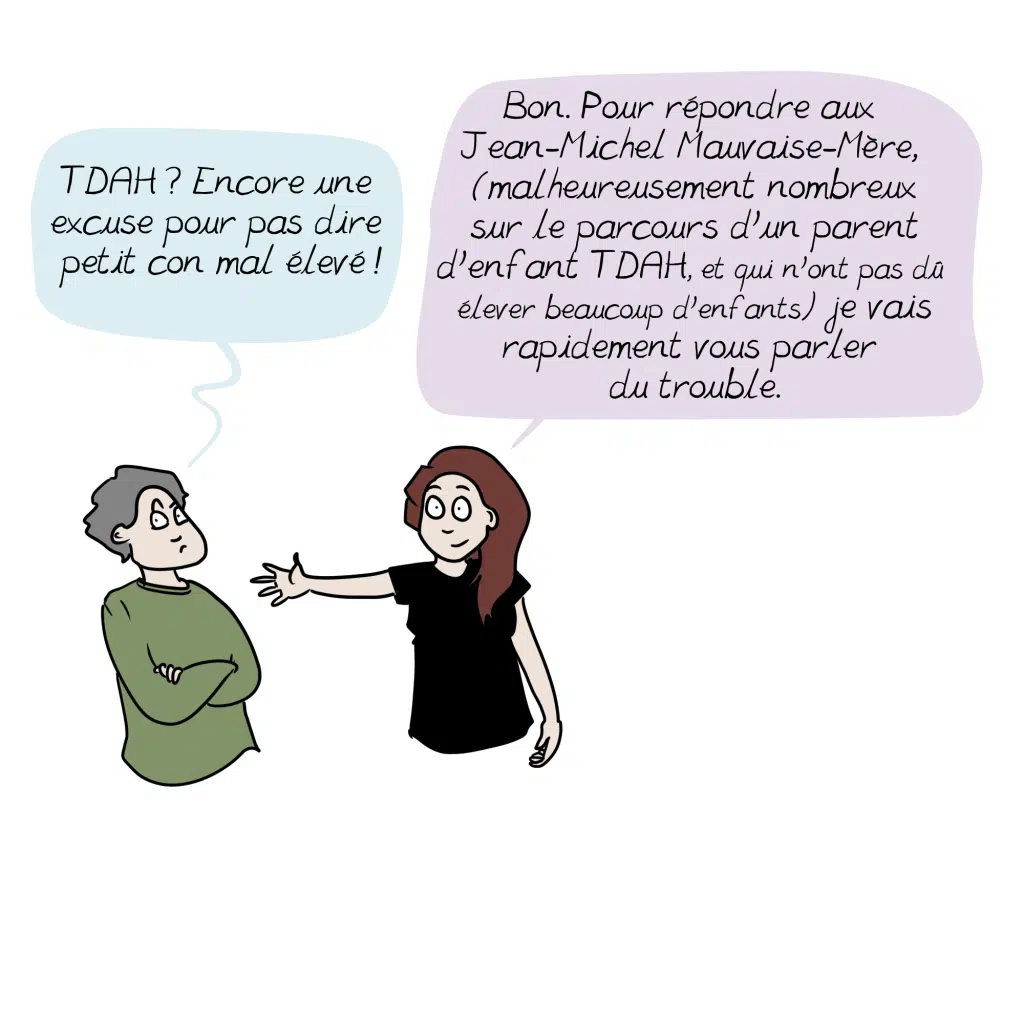 TDAH ? Encore une
excuse pour pas dire
petit con mal élevé !
Bon. Pour répondre aux
Jean-Michel Mauvaise-Mère,
(malheureusement nombreux
sur le parcours d'un parent
d'enfant TDAH, et qui n'ont pas dû
élever beaucoup d'enfants) je vais
rapidement vous parler
du trouble.